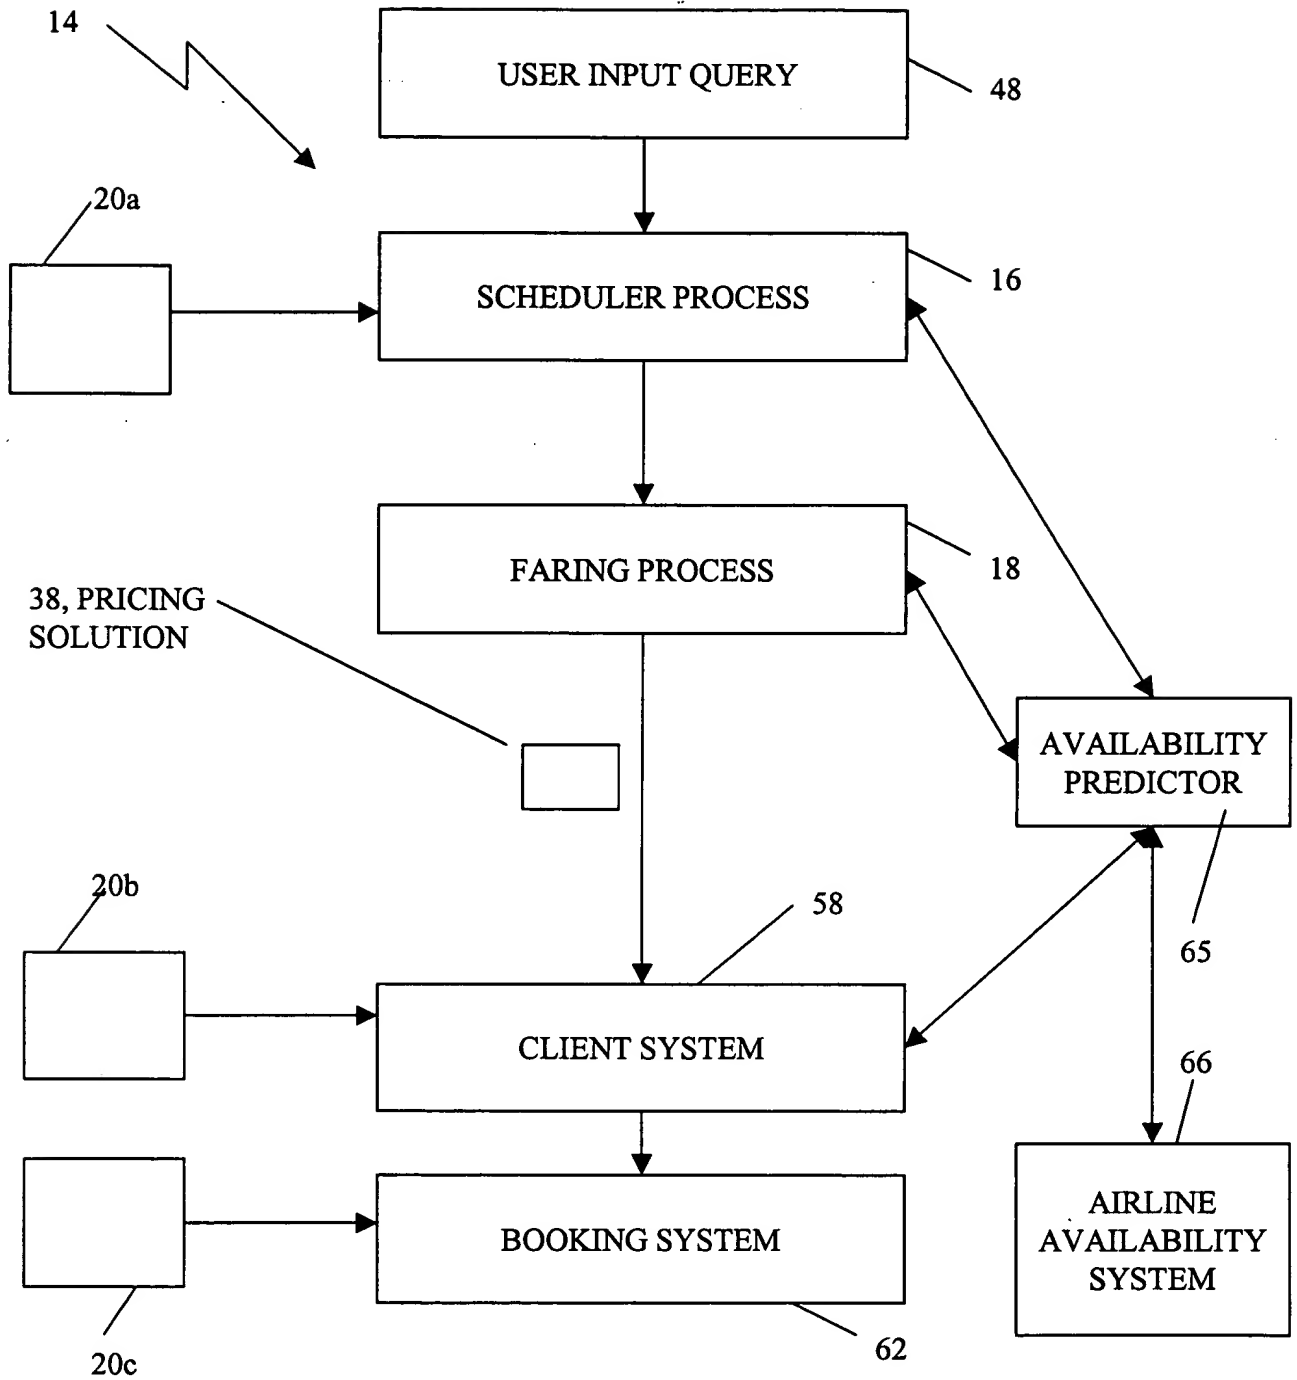 14
USER INPUT QUERY
48
20a
SCHEDULER PROCESS
16
FARING PROCESS
18
38, PRICING
SOLUTION
AVAILABILITY
PREDICTOR
20b
58
65
CLIENT SYSTEM
66
AIRLINE
AVAILABILITY
SYSTEM
BOOKING SYSTEM
62
20c